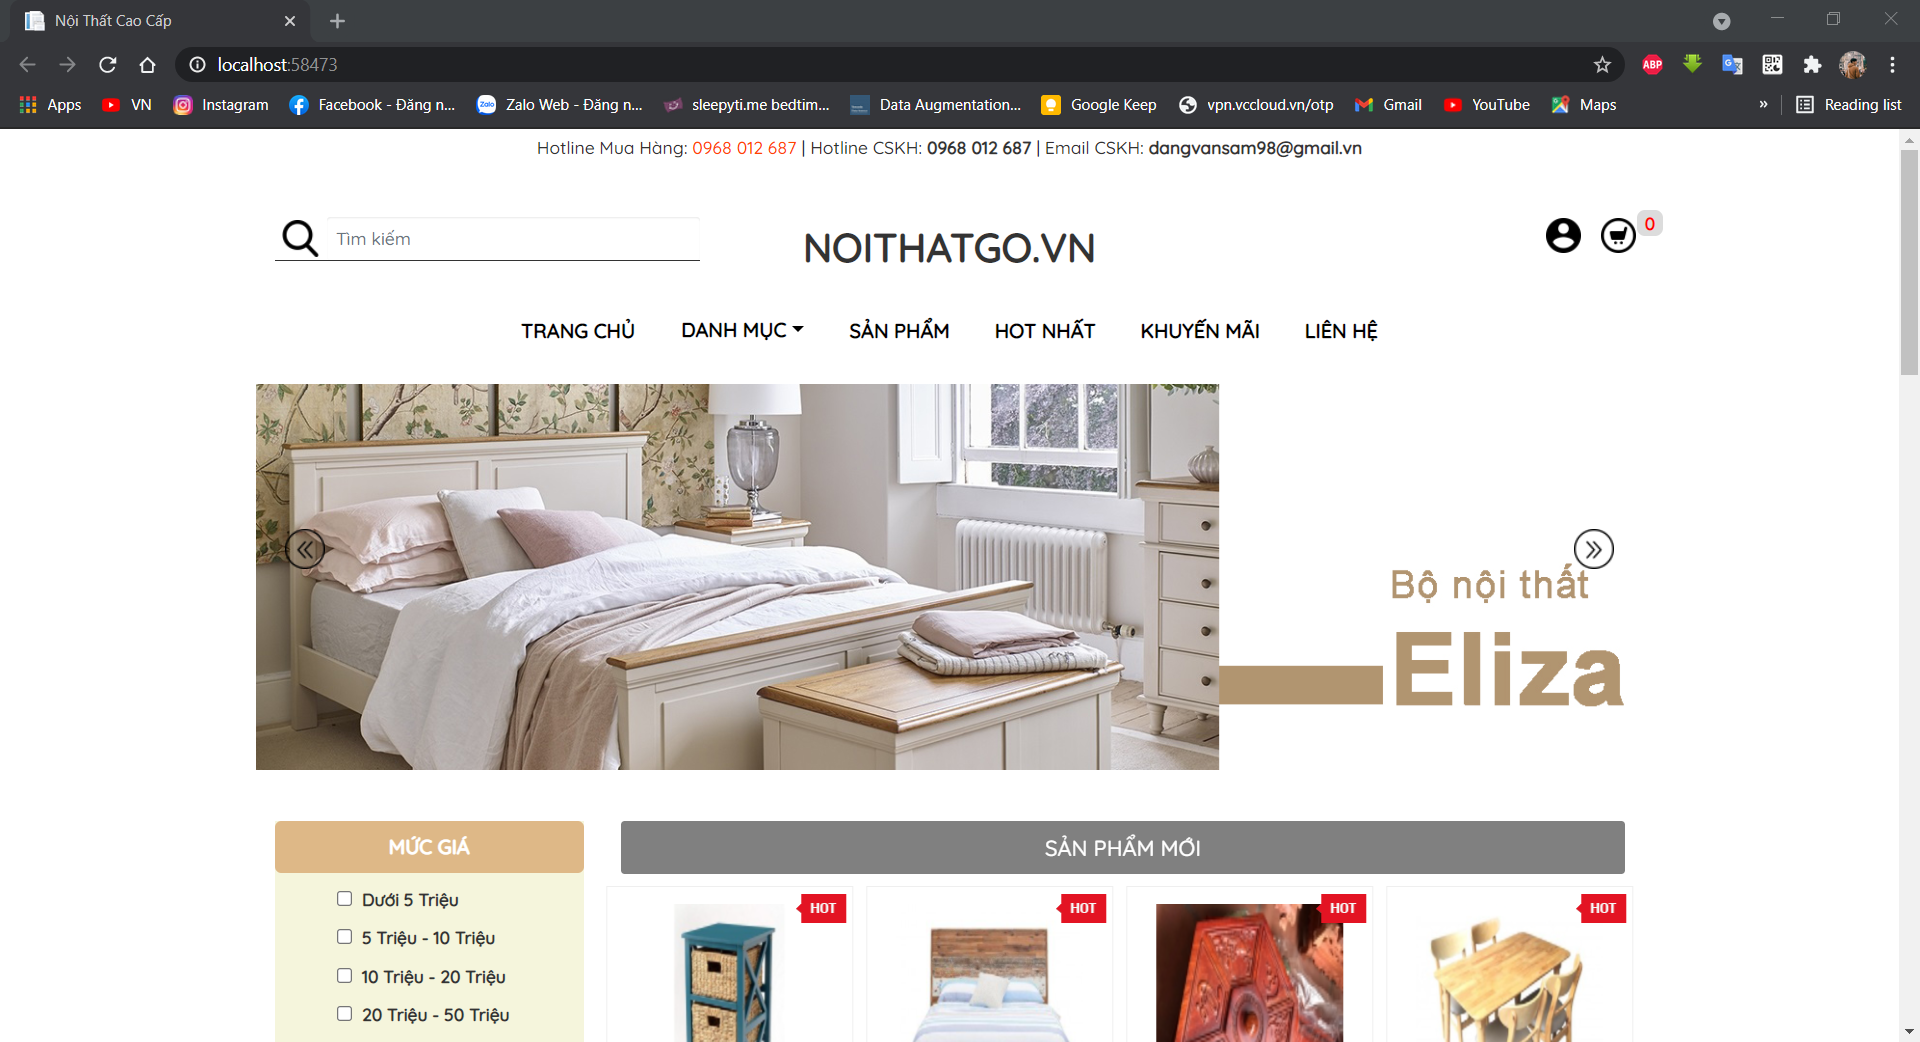 Nội Thất Cao Cấp
localhost:58473
ABP
Apps VN Instagram Facebook - Đăng n... Zalo Web - Đăng n... sleepyti.me bedtim... Data Augmentation... Google Keep vpn.vccloud.vn/otp Gmail YouTube Maps » Reading list
Hotline Mua Hàng: 0968 012 687 | Hotline CSKH: 0968 012 687 | Email CSKH: dangvansam98@gmail.vn
Tìm kiếm
NOITHATGO.VN
0
TRANG CHỦ DANH MỤC SẢN PHẨM HOT NHẤT KHUYẾN MÃI LIÊN HỆ
Bộ nội thất
Eliza
MỨC GIÁ
SẢN PHẨM MỚI
Dưới 5 Triệu
5 Triệu - 10 Triệu
10 Triệu - 20 Triệu
20 Triệu - 50 Triệu
HOT HOT HOT HOT